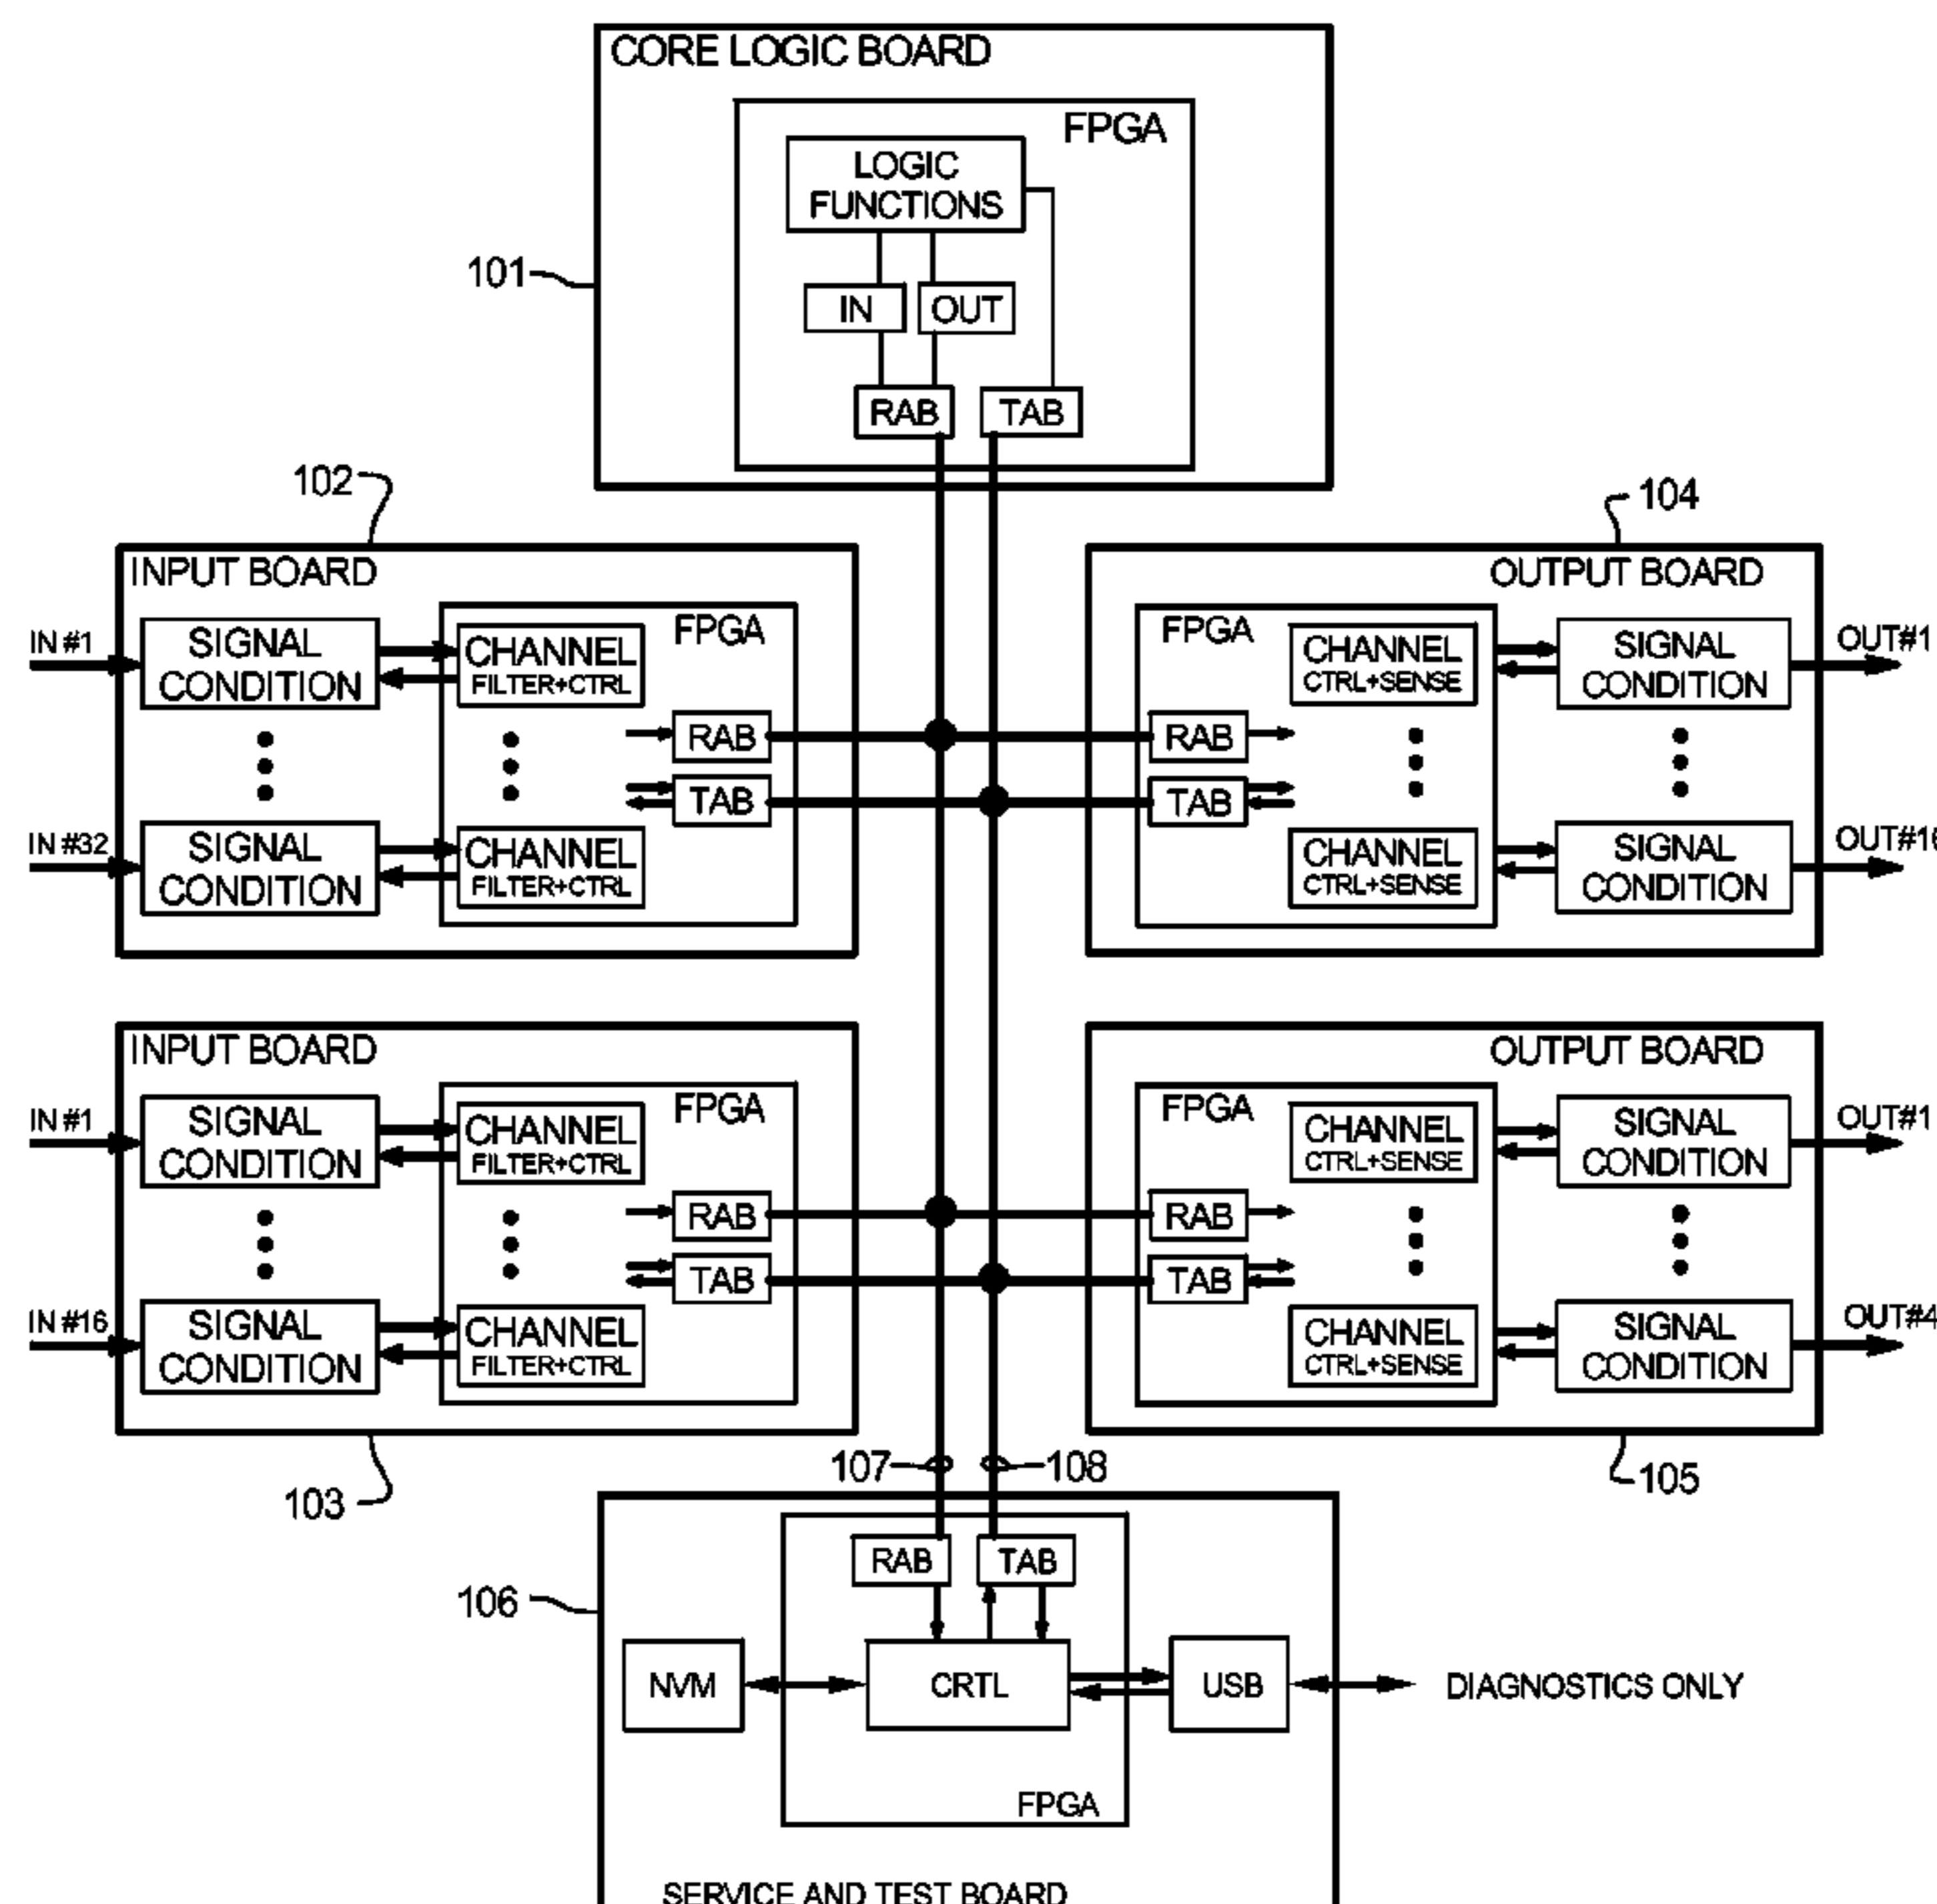 CORE LOGIC BOARD
FPGA
LOGIC
FUNCTIONS
101
IN
OUT
RAB
TAB
102
104
INPUT BOARD
OUTPUT BOARD
IN #1
SIGNAL
CONDITION
CHANNEL
FILTER+CTRL
FPGA
FPGA
CHANNEL
CTRL+SENSE
SIGNAL
CONDITION
OUT#1
RAB
RAB
TAB
TAB
IN #32
SIGNAL
CONDITION
CHANNEL
FILTER+CTRL
CHANNEL
CTRL+SENSE
SIGNAL
CONDITION
OUT#16
INPUT BOARD
OUTPUT BOARD
IN #1
SIGNAL
CONDITION
CHANNEL
FILTER+CTRL
FPGA
FPGA
CHANNEL
CTRL+SENSE
SIGNAL
CONDITION
OUT#1
RAB
RAB
TAB
TAB
IN #16
SIGNAL
CONDITION
CHANNEL
FILTER+CTRL
CHANNEL
CTRL+SENSE
SIGNAL
CONDITION
OUT#4
107
108
103
105
RAB
TAB
106
NVM
CRTL
USB
DIAGNOSTICS ONLY
FPGA
SERVICE AND TEST BOARD